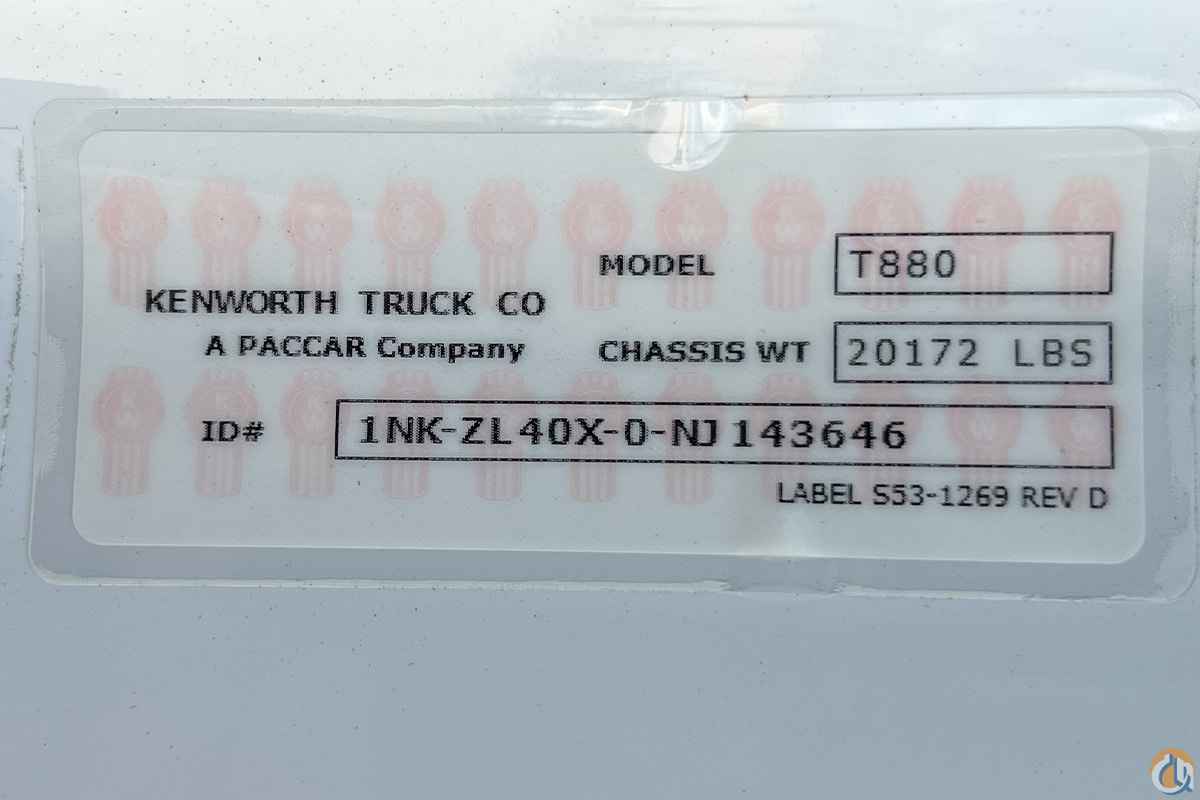 MODEL T880
KENWORTH TRUCK CO
A PACCAR Company
CHASSIS WT 20172 LBS
ID# 1NK-ZL40X-0-NJ143646
LABEL S53-1269 REV D